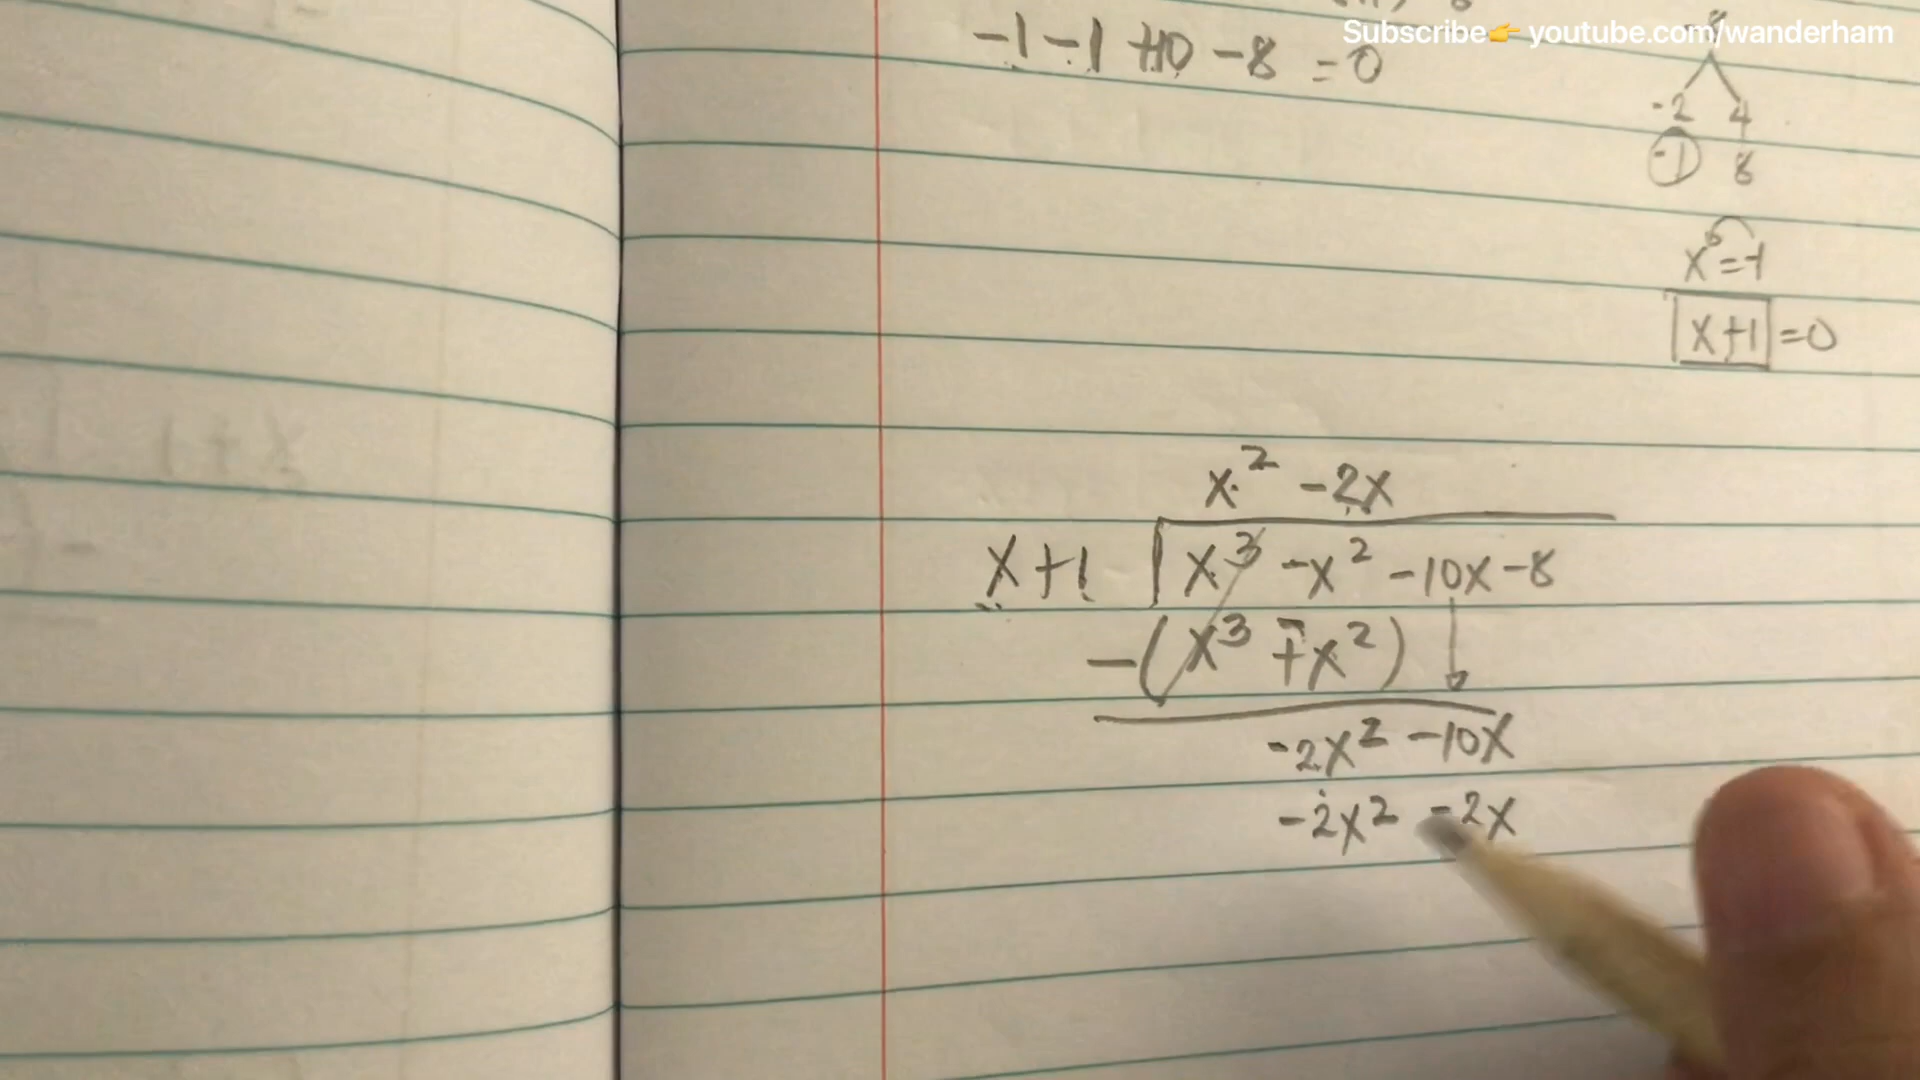 Subscribe👉 youtube.com/wanderham
-1 -1 +10 -8 = 0
-2 4
-1 8
x = -1
x+1 = 0
x² -2x
x+1 x³ -x² -10x -8
-(x³ +x²)
-2x² -10x
-2x² -2x